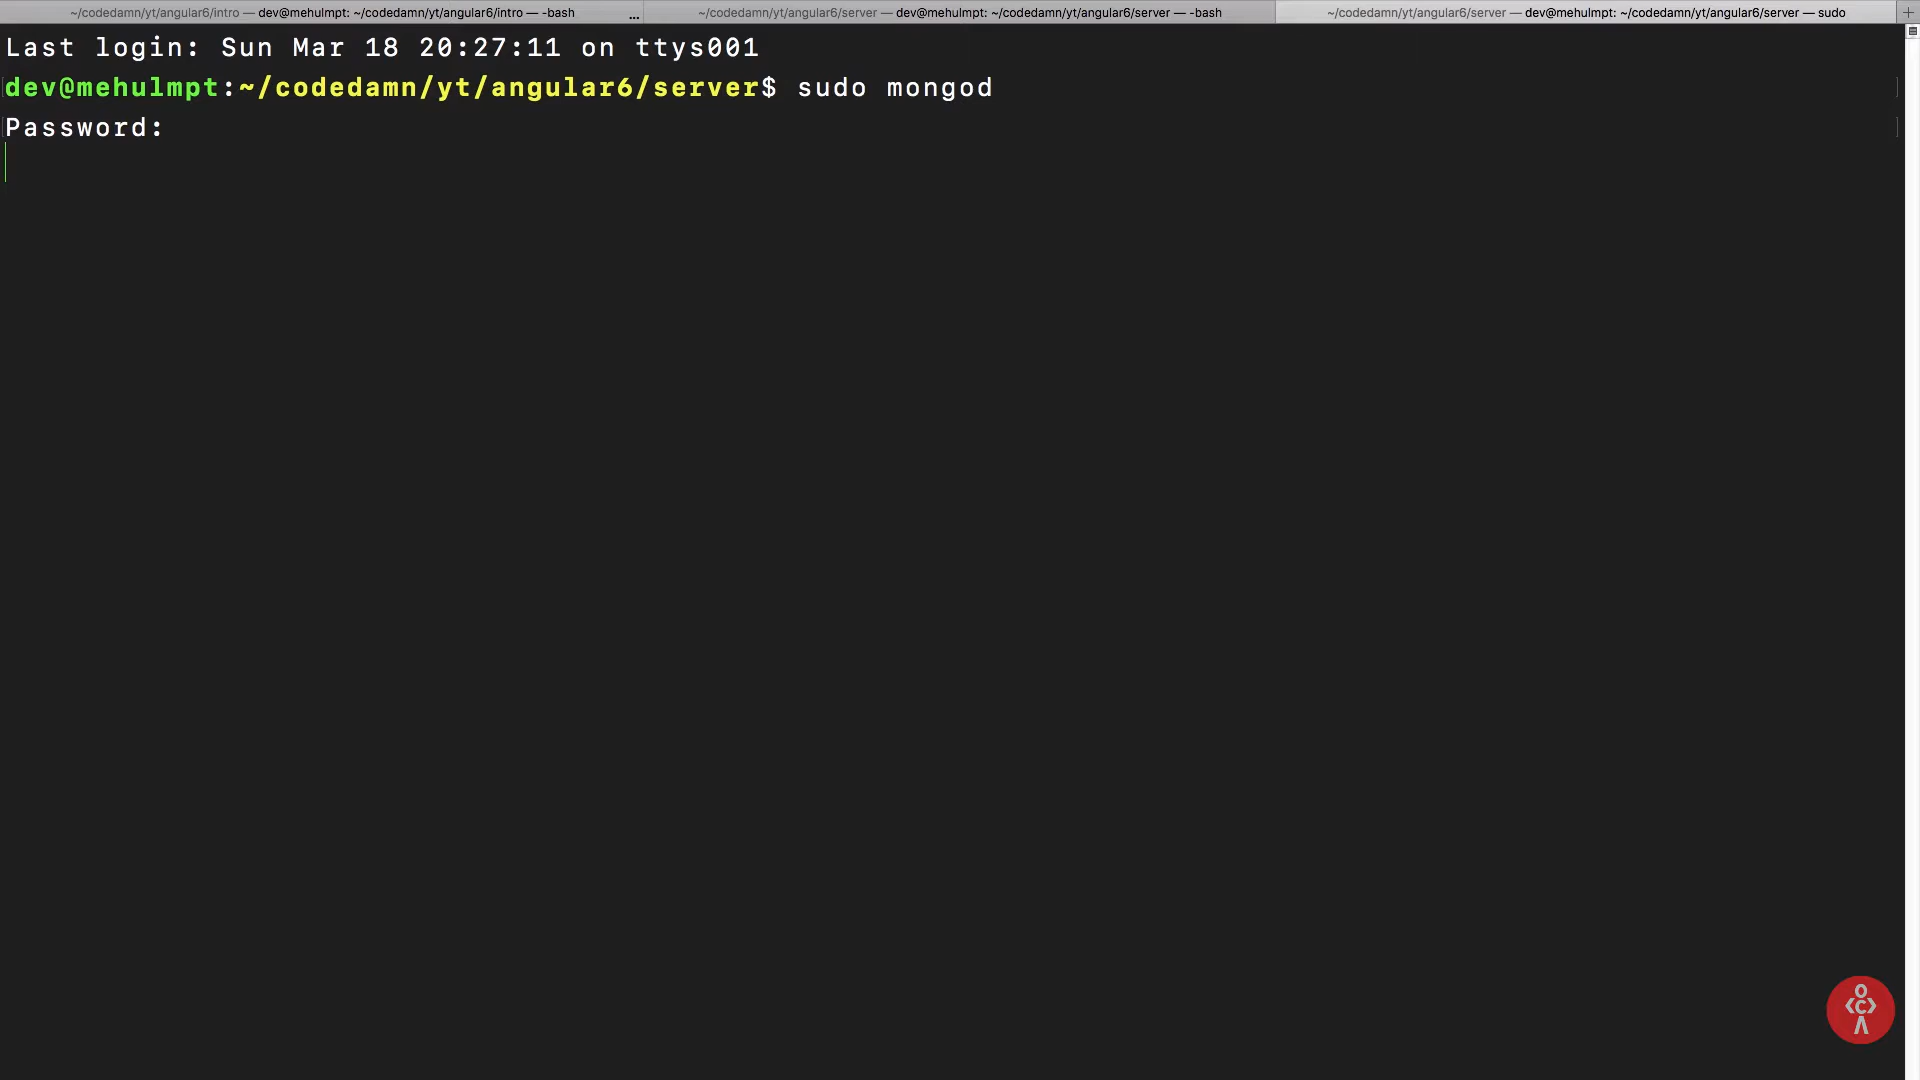 ~/codedamn/yt/angular6/intro — dev@mehulmpt: ~/codedamn/yt/angular6/intro — -bash ...
~/codedamn/yt/angular6/server — dev@mehulmpt: ~/codedamn/yt/angular6/server — -bash
~/codedamn/yt/angular6/server — dev@mehulmpt: ~/codedamn/yt/angular6/server — sudo
Last login: Sun Mar 18 20:27:11 on ttys001
dev@mehulmpt:~/codedamn/yt/angular6/server$ sudo mongod
Password: